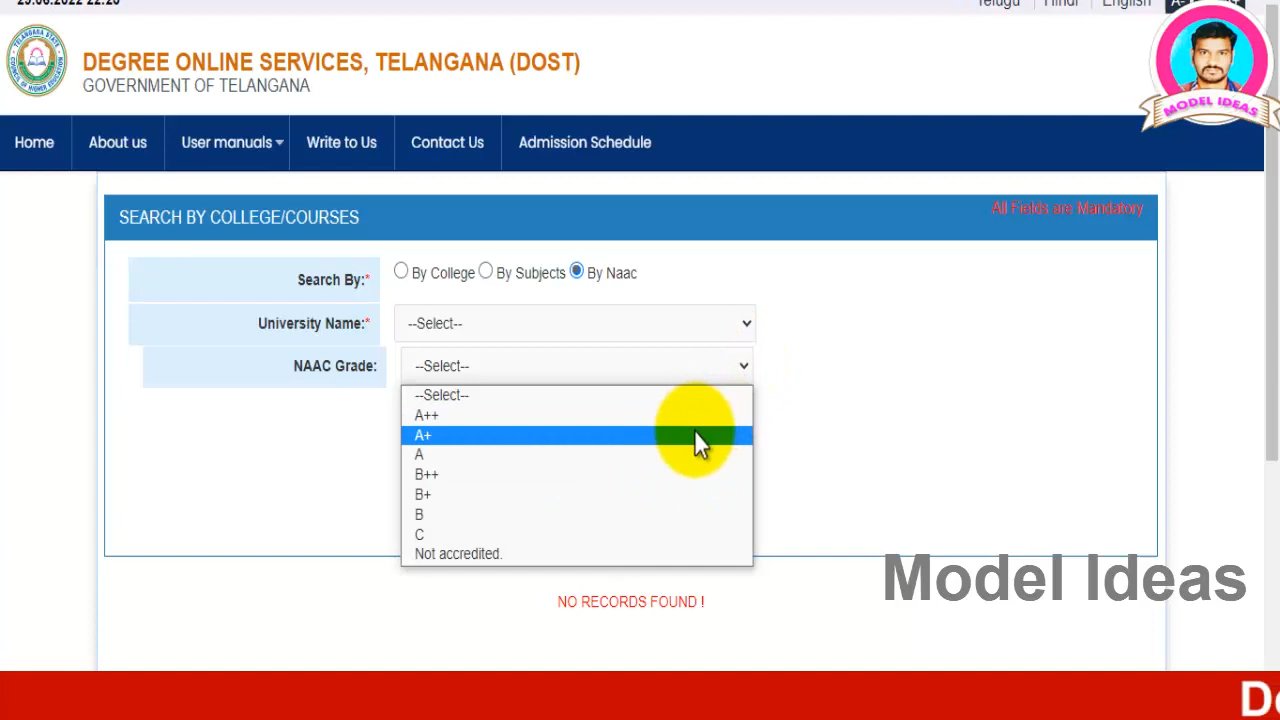 Telugu Hindi English
MODEL IDEAS
DEGREE ONLINE SERVICES, TELANGANA (DOST)
GOVERNMENT OF TELANGANA
Home About us User manuals Write to Us Contact Us Admission Schedule
SEARCH BY COLLEGE/COURSES
All Fields are Mandatory
Search By:* By College By Subjects By Naac
University Name:* --Select--
NAAC Grade: --Select--
--Select--
A++
A+
A
B++
B+
B
C
Not accredited.
Model Ideas
NO RECORDS FOUND !